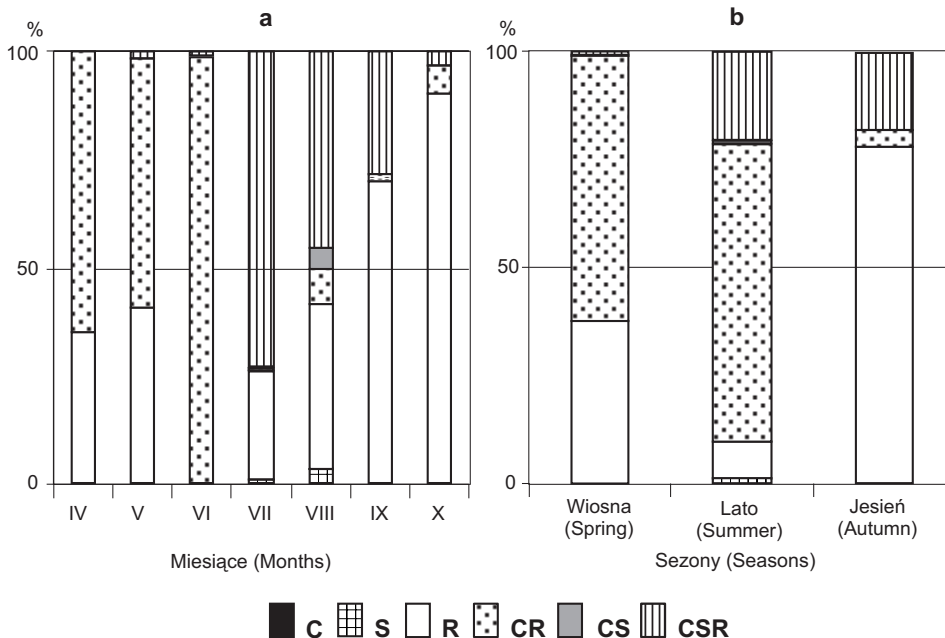 a
%
100
50
0
IV V VI VII VIII IX X
Miesiące (Months)
b
%
100
50
0
Wiosna Lato Jesień
(Spring) (Summer) (Autumn)
Sezony (Seasons)
C S R CR CS CSR